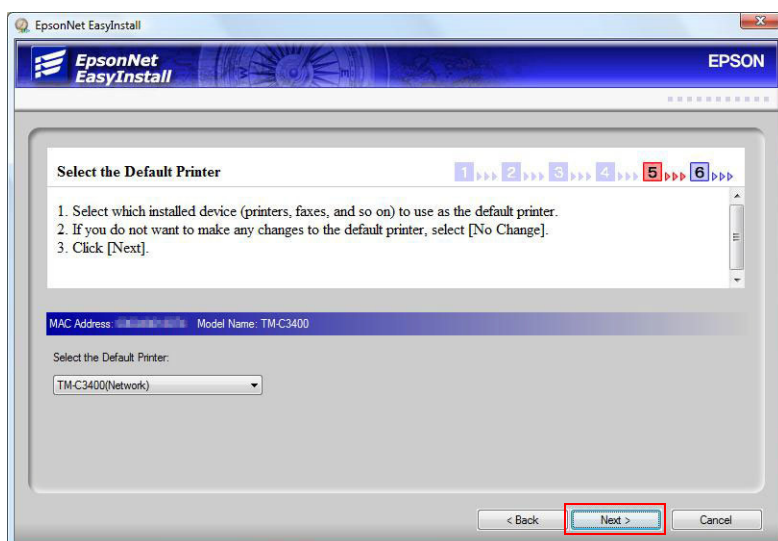 EpsonNet EasyInstall
EpsonNet
EasyInstall
EPSON
Select the Default Printer
1 2 3 4 5 6
1. Select which installed device (printers, faxes, and so on) to use as the default printer.
2. If you do not want to make any changes to the default printer, select [No Change].
3. Click [Next].
MAC Address: Model Name: TM-C3400
Select the Default Printer:
TM-C3400(Network)
< Back Next > Cancel